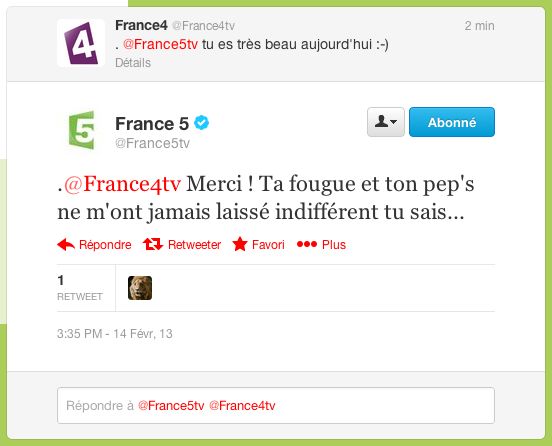 4
France4 @France4tv 2 min
. @France5tv tu es très beau aujourd'hui :-)
Détails
5
France 5
@France5tv
Abonné
.@France4tv Merci ! Ta fougue et ton pep's
ne m'ont jamais laissé indifférent tu sais...
Répondre Retweeter Favori Plus
1
RETWEET
3:35 PM - 14 Févr, 13
Répondre à @France5tv @France4tv